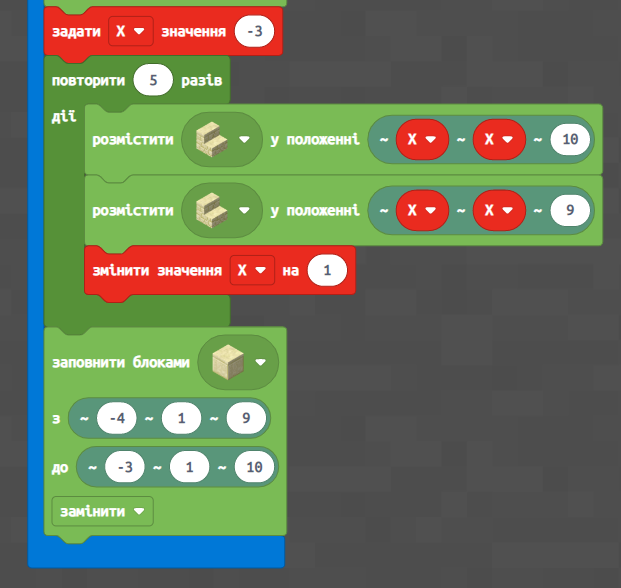 задати X значення -3
повторити 5 разів
дії
розмістити у положенні ~ X ~ X ~ 10
розмістити у положенні ~ X ~ X ~ 9
змінити значення X на 1
заповнити блоками
з ~ -4 ~ 1 ~ 9
до ~ -3 ~ 1 ~ 10
замінити